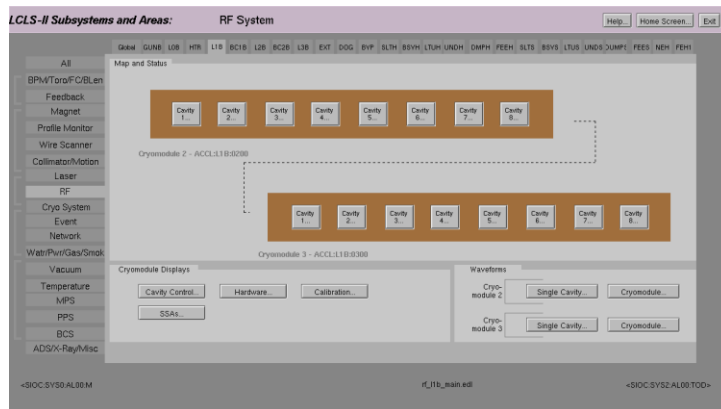 LCLS-II Subsystems and Areas: RF System Help... Home Screen... Exit
Global GUNB L0B HTR L1B BC1B L2B BC2B L3B EXT DOG BYP SLTH BSYH LTUH UNDH DMPH FEEH SLTS BSYS LTUS UNDS DUMPS FEES NEH FEHS
All
BPM/Toro/FC/BLen
Feedback
Magnet
Profile Monitor
Wire Scanner
Collimator/Motion
Laser
RF
Cryo System
Event
Network
Watr/Pwr/Gas/Smok
Vacuum
Temperature
MPS
PPS
BCS
ADS/X-Ray/Misc
Map and Status
Cavity 1... Cavity 2... Cavity 3... Cavity 4... Cavity 5... Cavity 6... Cavity 7... Cavity 8...
Cryomodule 2 - ACCL:L1B:0200
Cavity 1... Cavity 2... Cavity 3... Cavity 4... Cavity 5... Cavity 6... Cavity 7... Cavity 8...
Cryomodule 3 - ACCL:L1B:0300
Cryomodule Displays
Cavity Control... Hardware... Calibration...
SSAs...
Waveforms
Cryo-
module 2 Single Cavity... Cryomodule...
Cryo-
module 3 Single Cavity... Cryomodule...
<SIOC:SYS0:AL00:M rf_l1b_main.edl <SIOC:SYS2:AL00:TOD>